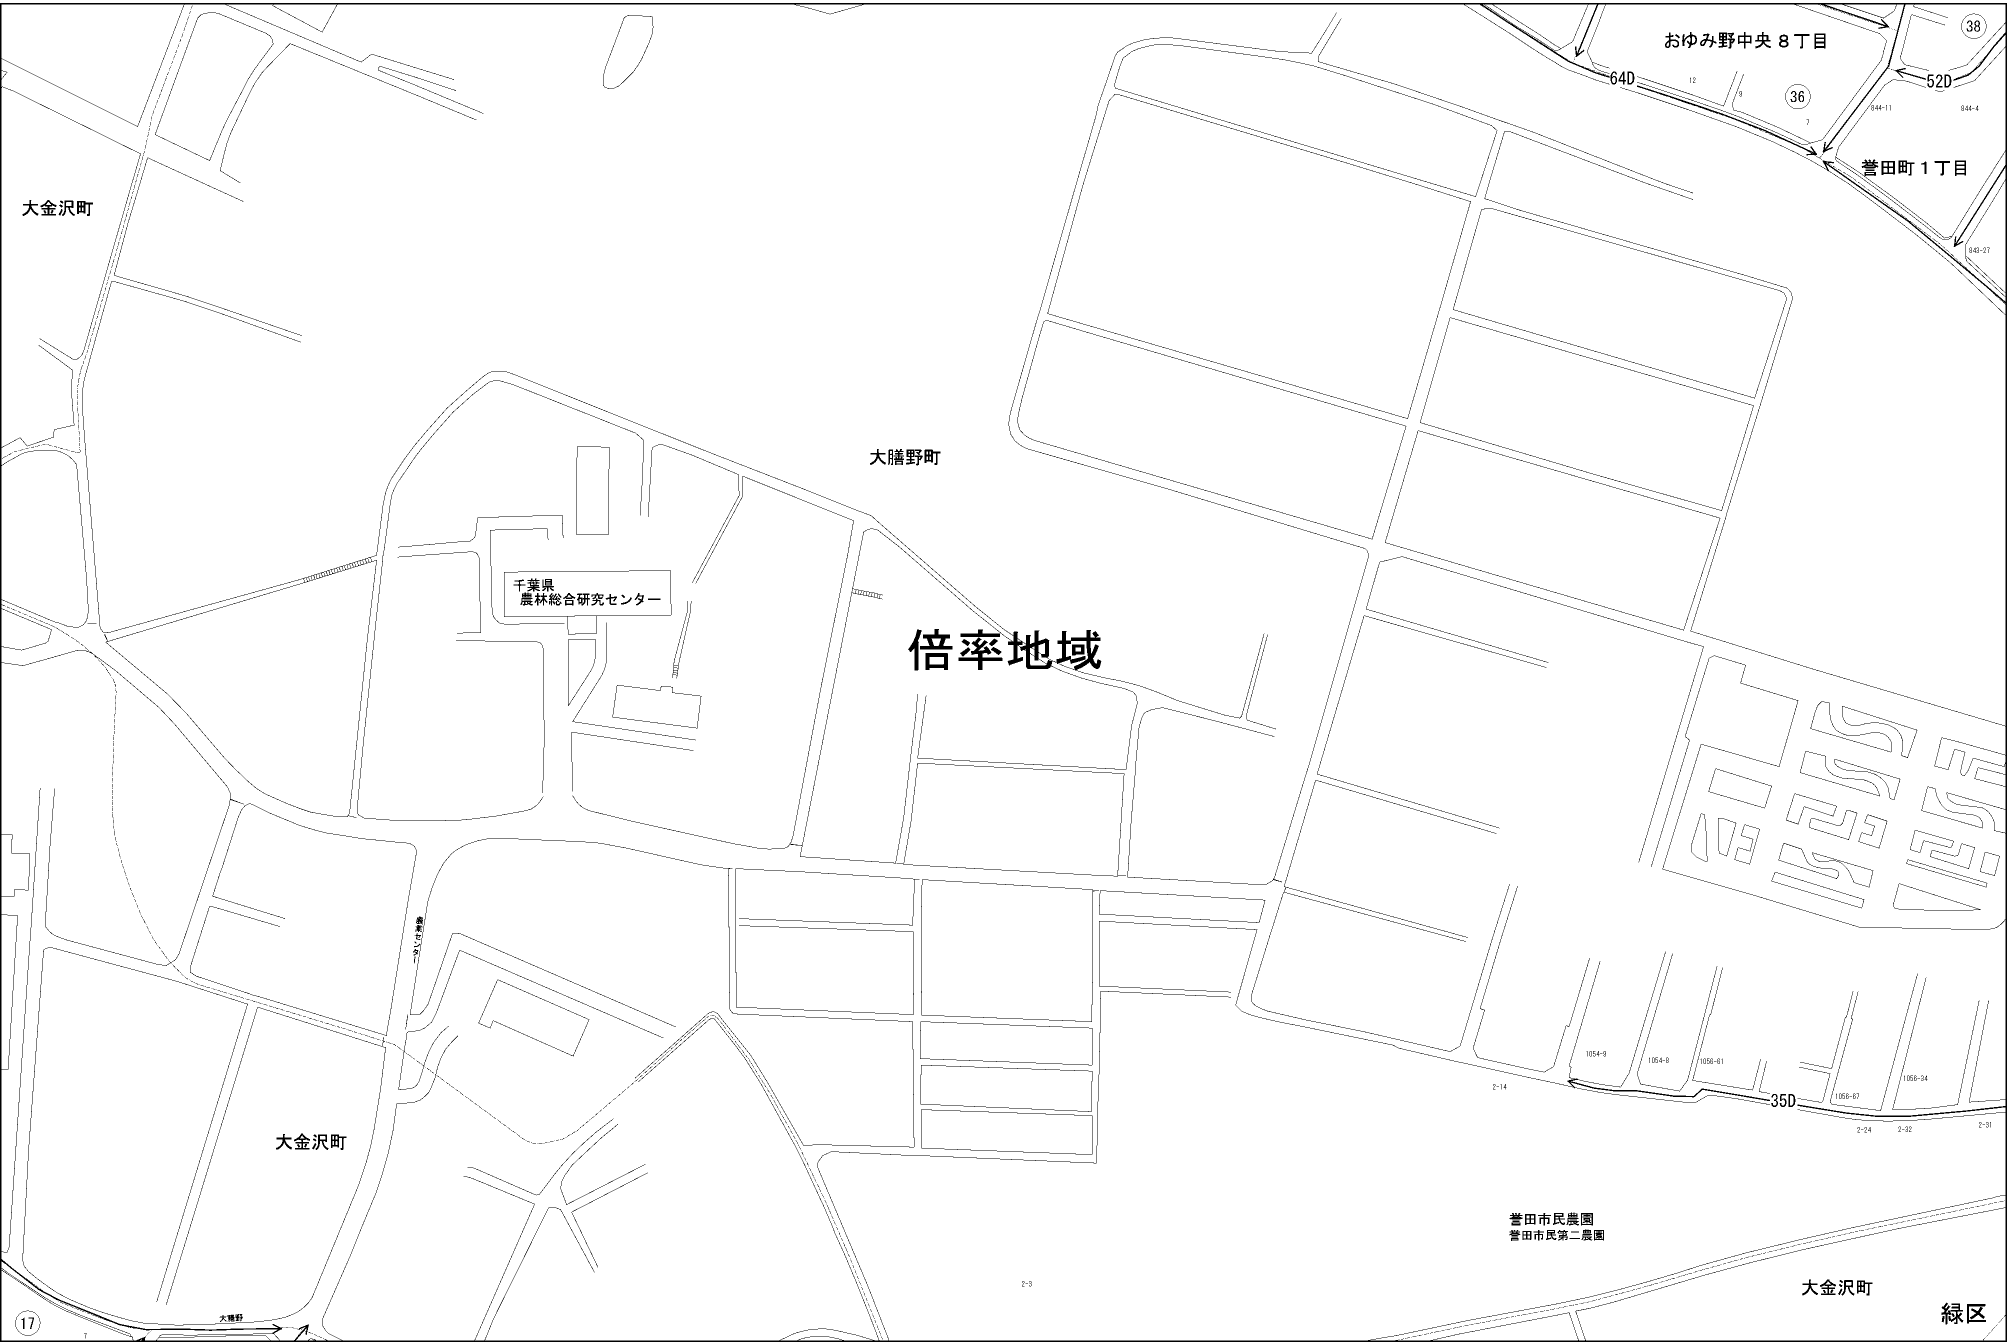 38
おゆみ野中央8丁目
64D
52D
12
9
36
7
844-11
844-4
誉田町1丁目
大金沢町
843-27
大膳野町
千葉県
農林総合研究センター
倍率地域
農業センター
1054-9
1054-8
1056-61
2-14
35D
1056-67
1056-34
2-24
2-32
2-31
大金沢町
誉田市民農園
誉田市民第二農園
2-3
大金沢町
緑区
17
7
大膳野